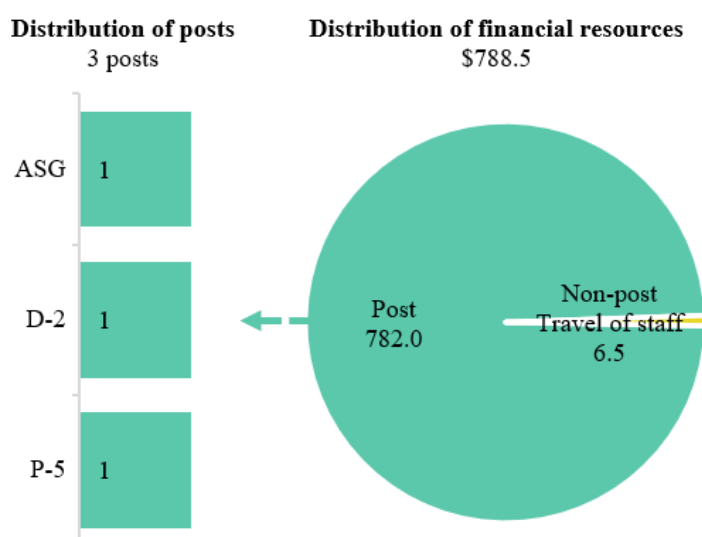 Distribution of posts
3 posts
ASG
1
D-2
1
P-5
1
Distribution of financial resources
$788.5
Post
782.0
Non-post
Travel of staff
6.5